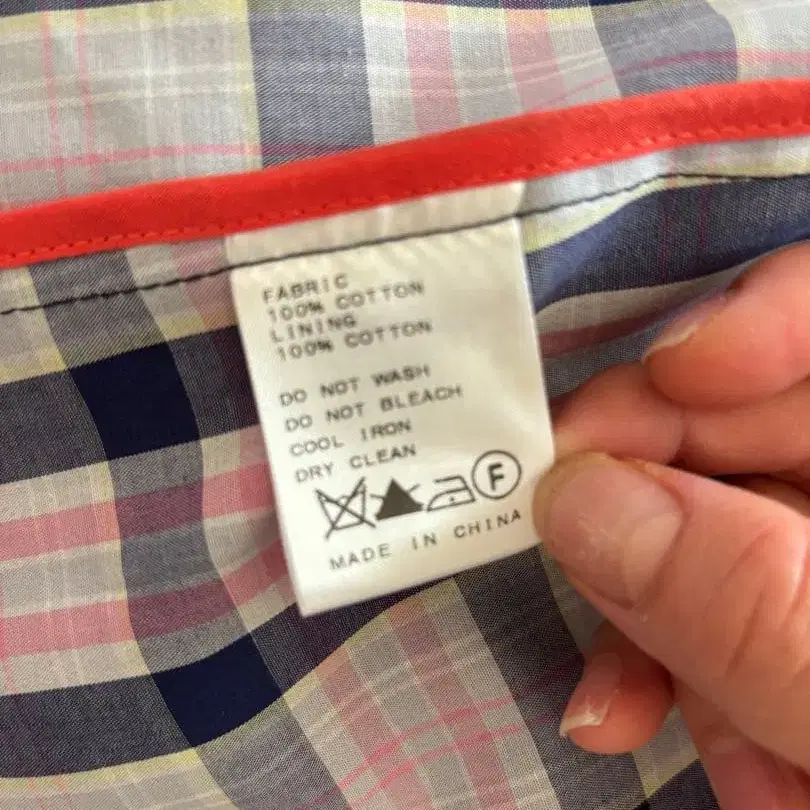 FABRIC
100% COTTON
LINING
100% COTTON
DO NOT WASH
DO NOT BLEACH
COOL IRON
DRY CLEAN
F
MADE IN CHINA